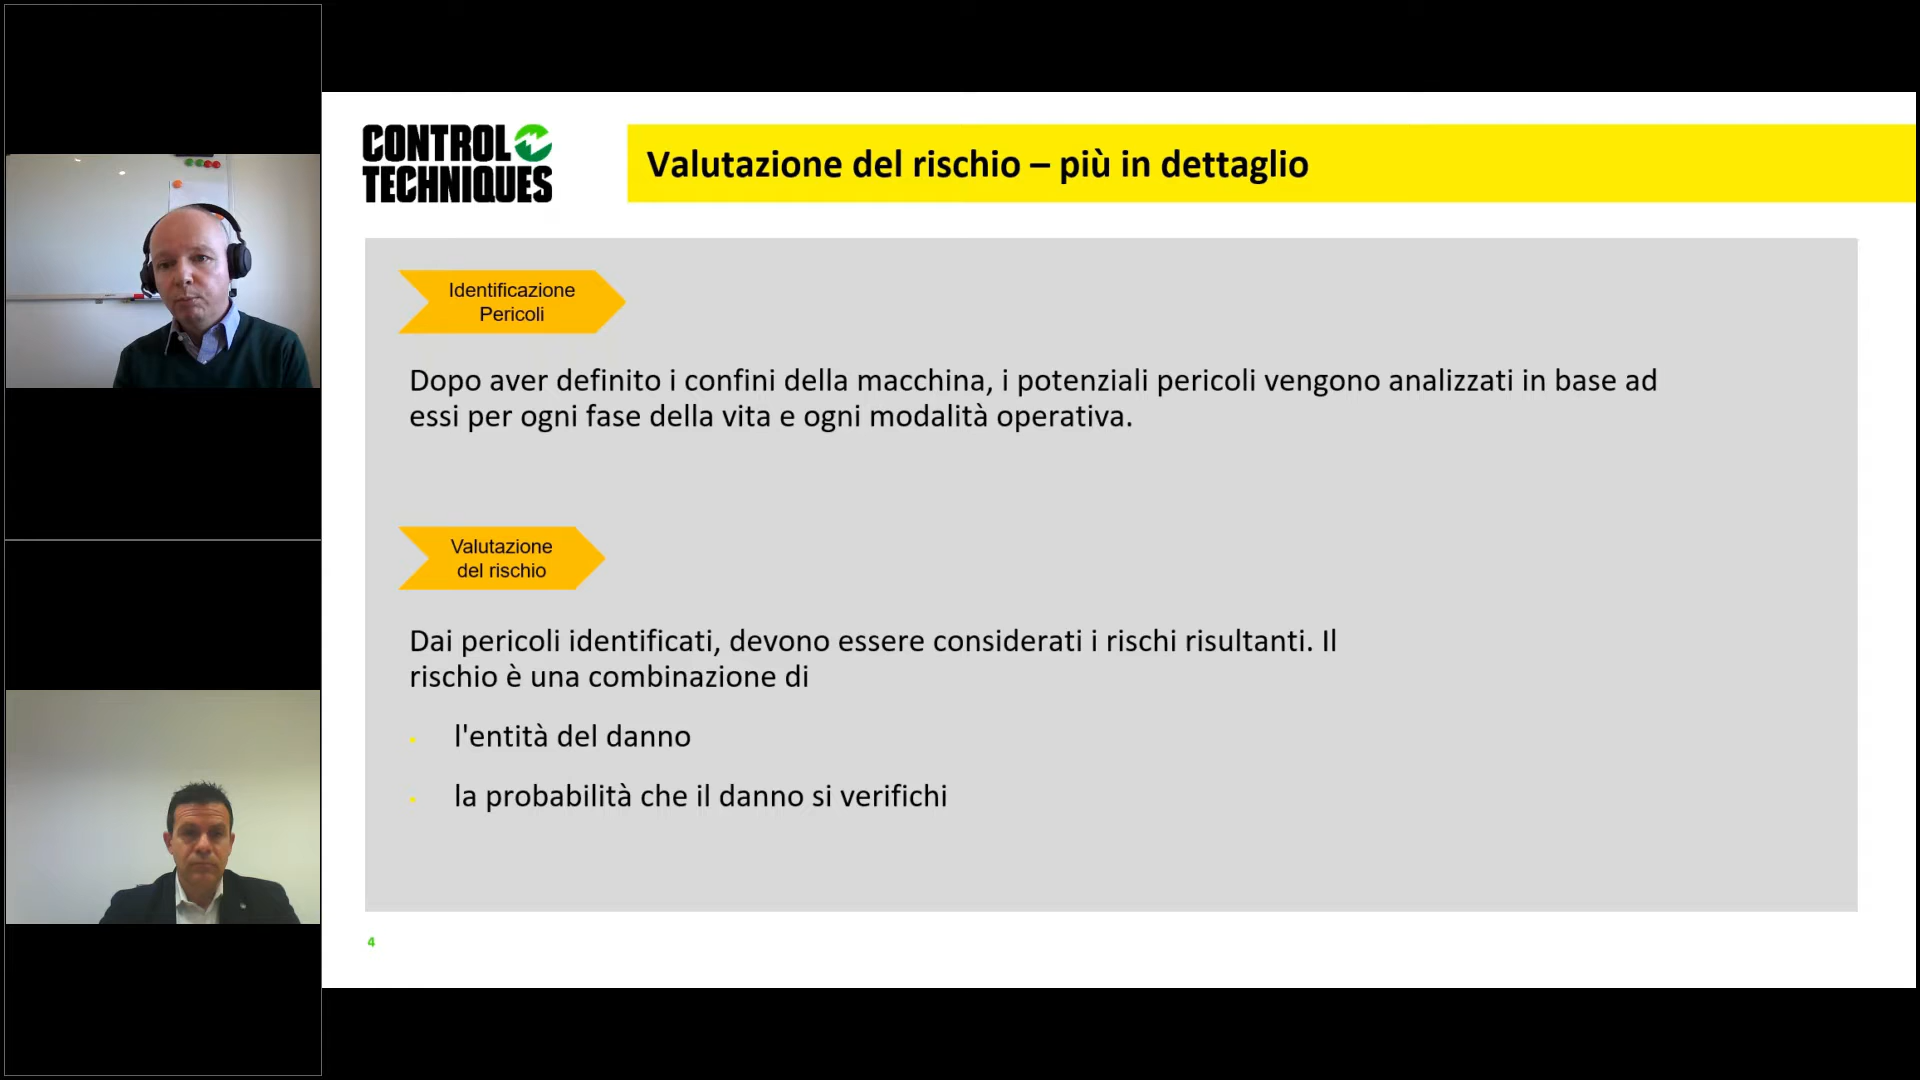 CONTROL
TECHNIQUES
Valutazione del rischio – più in dettaglio
Identificazione
Pericoli
Dopo aver definito i confini della macchina, i potenziali pericoli vengono analizzati in base ad
essi per ogni fase della vita e ogni modalità operativa.
Valutazione
del rischio
Dai pericoli identificati, devono essere considerati i rischi risultanti. Il
rischio è una combinazione di
l'entità del danno
la probabilità che il danno si verifichi
4